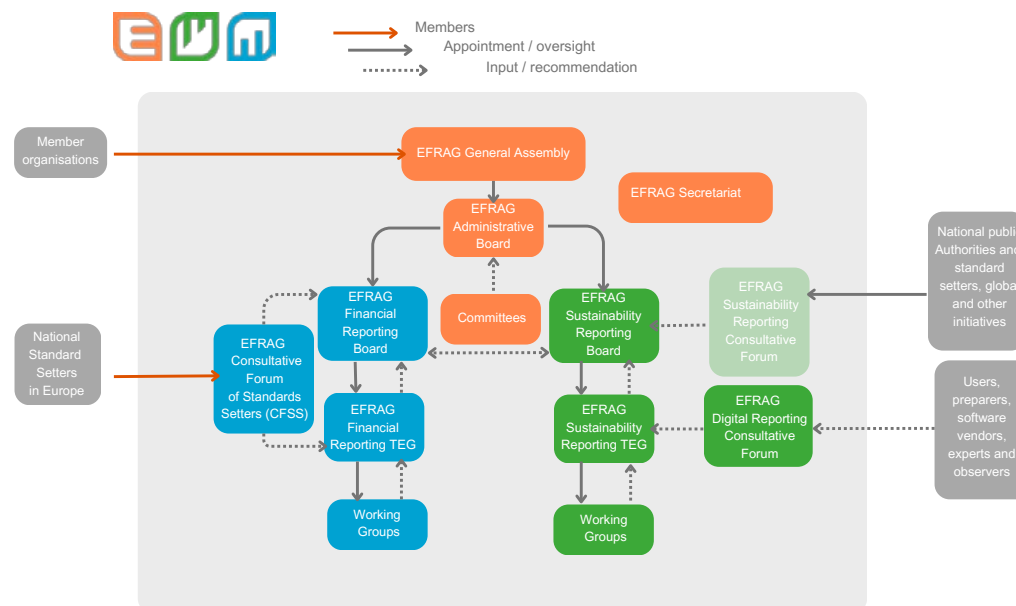 Members
Appointment / oversight
Input / recommendation
Member
organisations
EFRAG General Assembly
EFRAG Secretariat
EFRAG
Administrative
Board
National public
Authorities and
standard
setters, global
and other
initiatives
EFRAG
Financial
Reporting
Board
Committees
EFRAG
Sustainability
Reporting
Board
EFRAG
Sustainability
Reporting
Consultative
Forum
National
Standard
Setters
in Europe
EFRAG
Consultative
Forum
of Standards
Setters (CFSS)
EFRAG
Financial
Reporting TEG
EFRAG
Sustainability
Reporting TEG
EFRAG
Digital Reporting
Consultative
Forum
Users,
preparers,
software
vendors,
experts and
observers
Working
Groups
Working
Groups